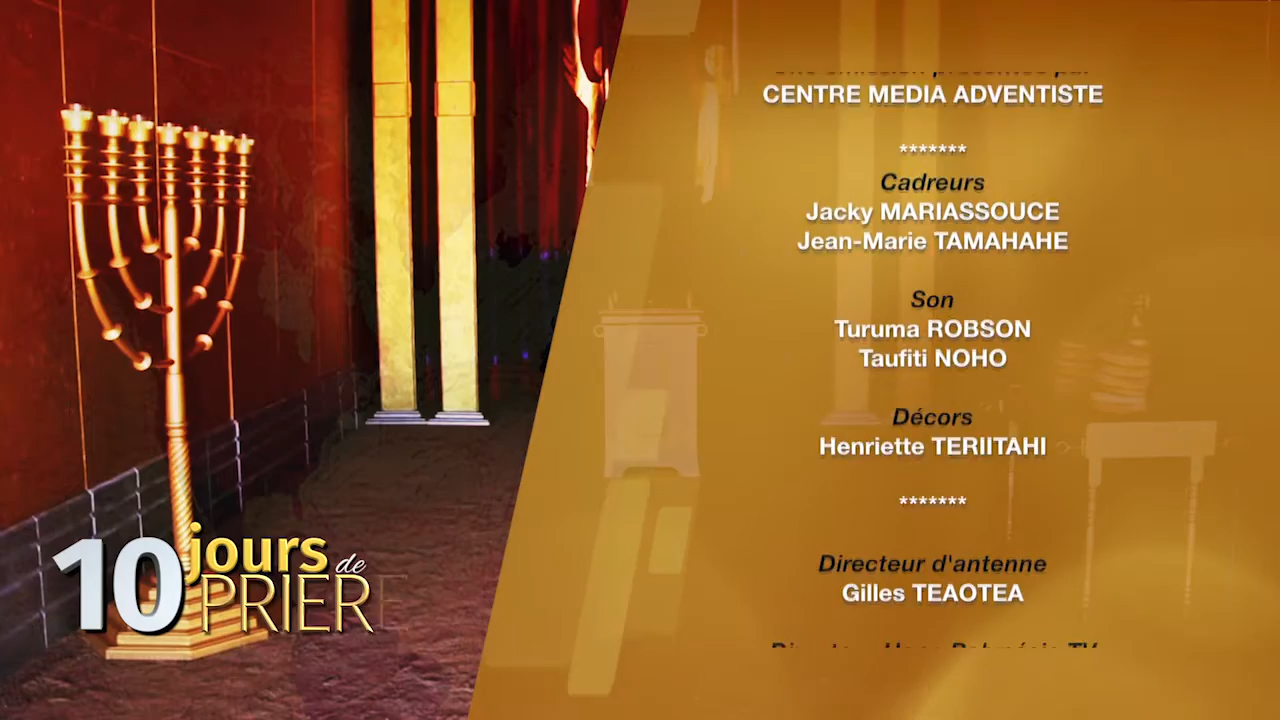 CENTRE MEDIA ADVENTISTE
*******
Cadreurs
Jacky MARIASSOUCE
Jean-Marie TAMAHAHE
Son
Turuma ROBSON
Taufiti NOHO
Décors
Henriette TERIITAHI
*******
Directeur d'antenne
Gilles TEAOTEA
10 jours de
PRIERE